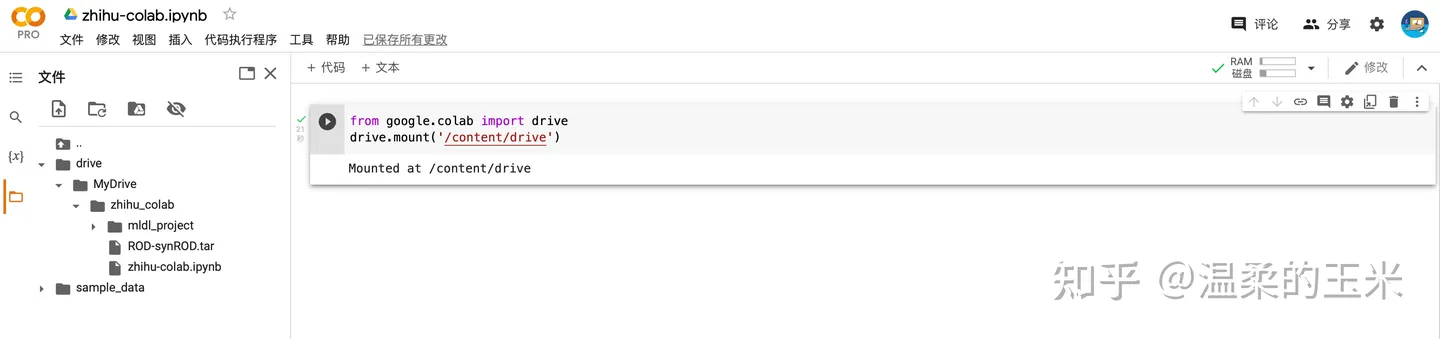 CO
PRO
zhihu-colab.ipynb
文件 修改 视图 插入 代码执行程序 工具 帮助 已保存所有更改
评论 分享
文件
+ 代码 + 文本
RAM
磁盘
修改
{x}
..
drive
MyDrive
zhihu_colab
mldl_project
ROD-synROD.tar
zhihu-colab.ipynb
sample_data
21
秒
from google.colab import drive
drive.mount('/content/drive')
Mounted at /content/drive
知乎 @温柔的玉米